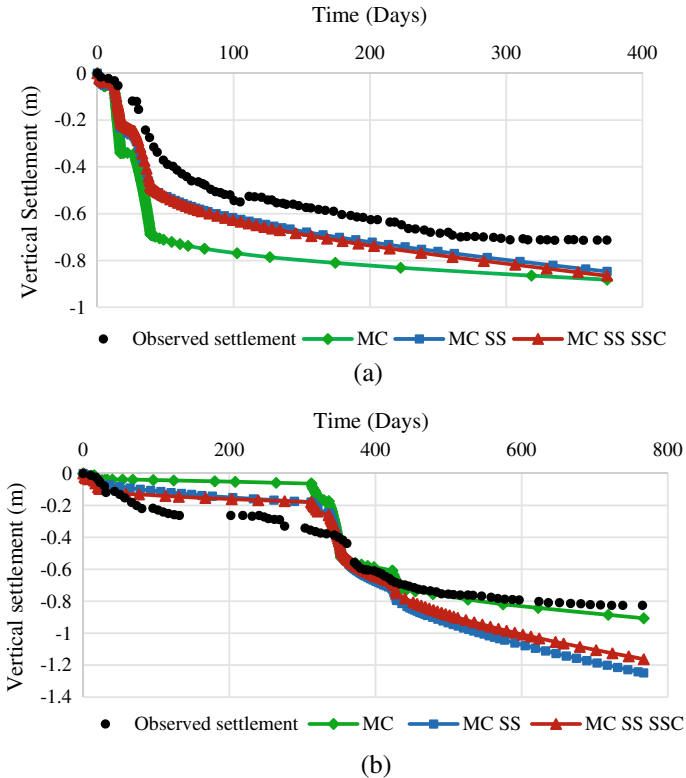 Time (Days)
0 100 200 300 400
0
-0.2
-0.4
-0.6
-0.8
-1
Vertical Settlement (m)
Observed settlement MC MC SS MC SS SSC
(a)
Time (Days)
0 200 400 600 800
0
-0.2
-0.4
-0.6
-0.8
-1
-1.2
-1.4
Vertical settlement (m)
Observed settlement MC MC SS MC SS SSC
(b)